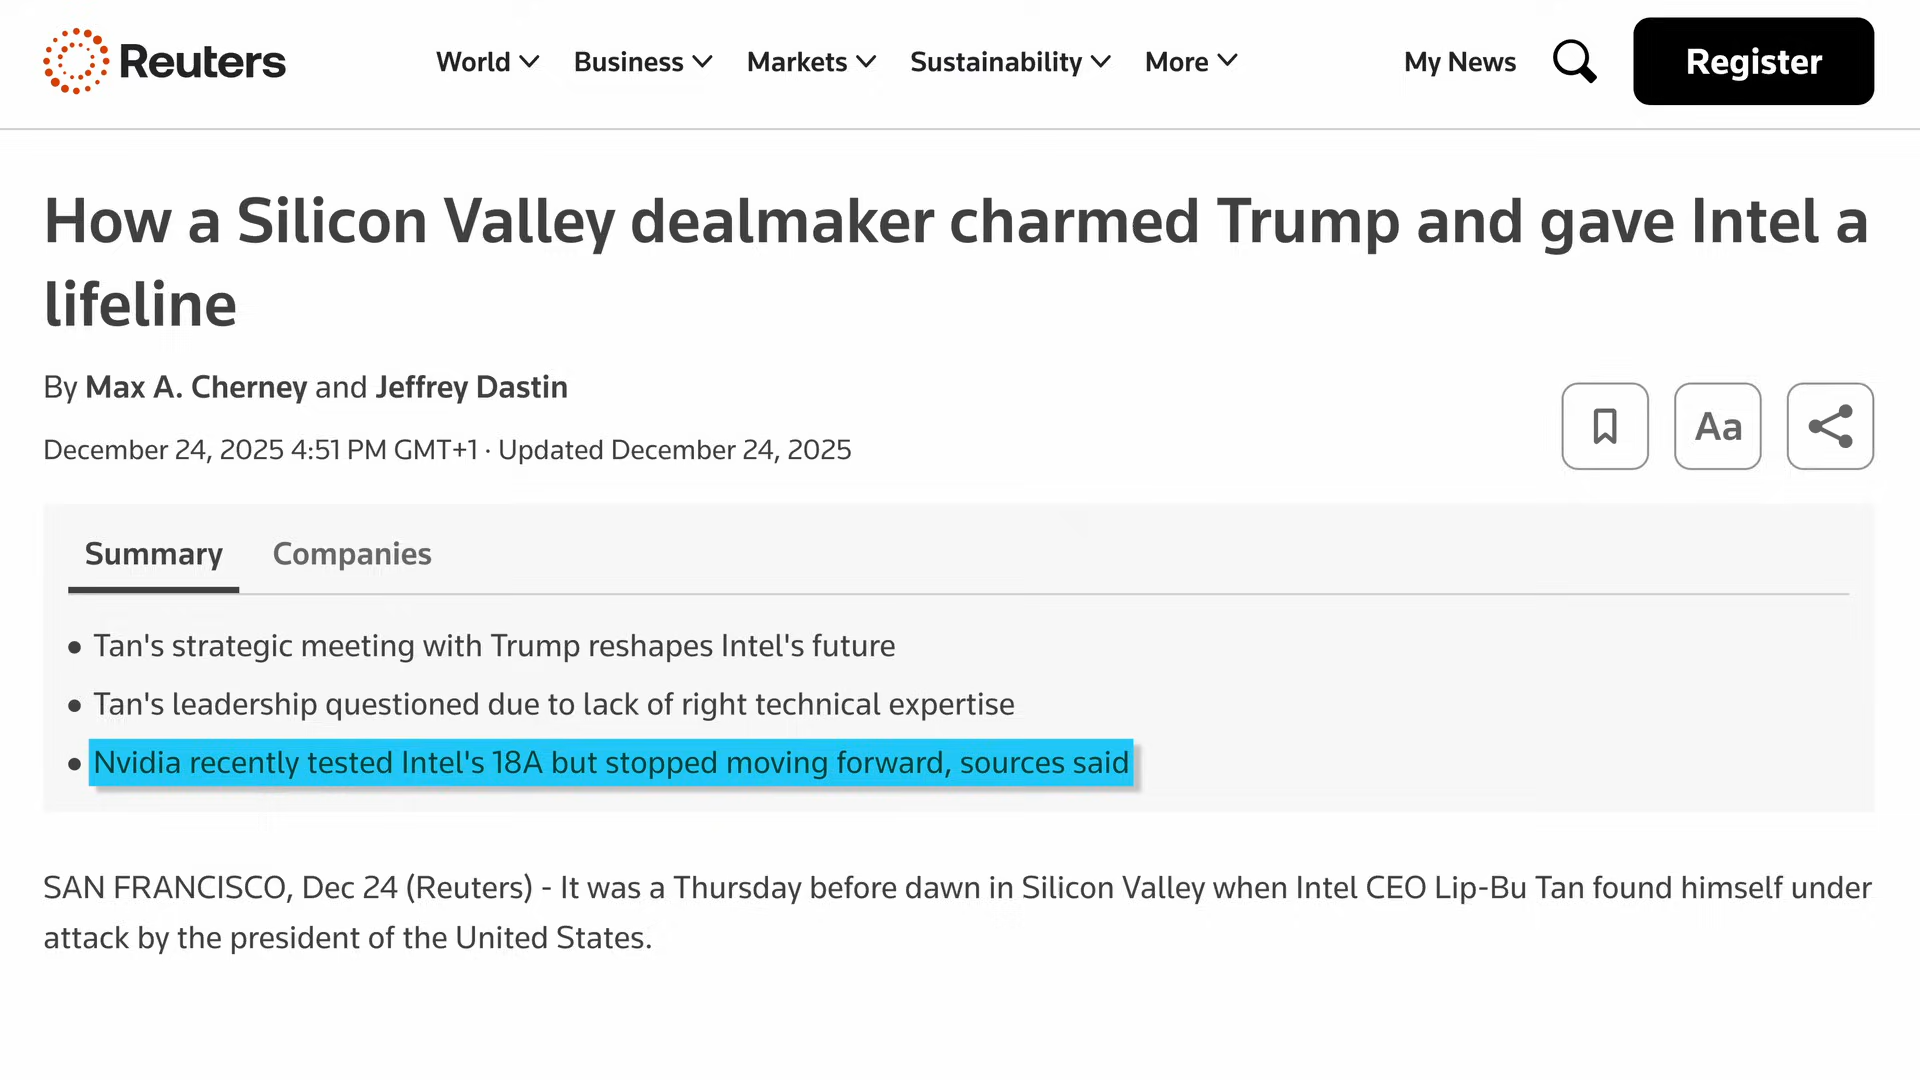 Reuters
World
Business
Markets
Sustainability
More
My News
Register
How a Silicon Valley dealmaker charmed Trump and gave Intel a
lifeline
By Max A. Cherney and Jeffrey Dastin
December 24, 2025 4:51 PM GMT+1 · Updated December 24, 2025
Aa
Summary
Companies
• Tan's strategic meeting with Trump reshapes Intel's future
• Tan's leadership questioned due to lack of right technical expertise
• Nvidia recently tested Intel's 18A but stopped moving forward, sources said
SAN FRANCISCO, Dec 24 (Reuters) - It was a Thursday before dawn in Silicon Valley when Intel CEO Lip-Bu Tan found himself under
attack by the president of the United States.